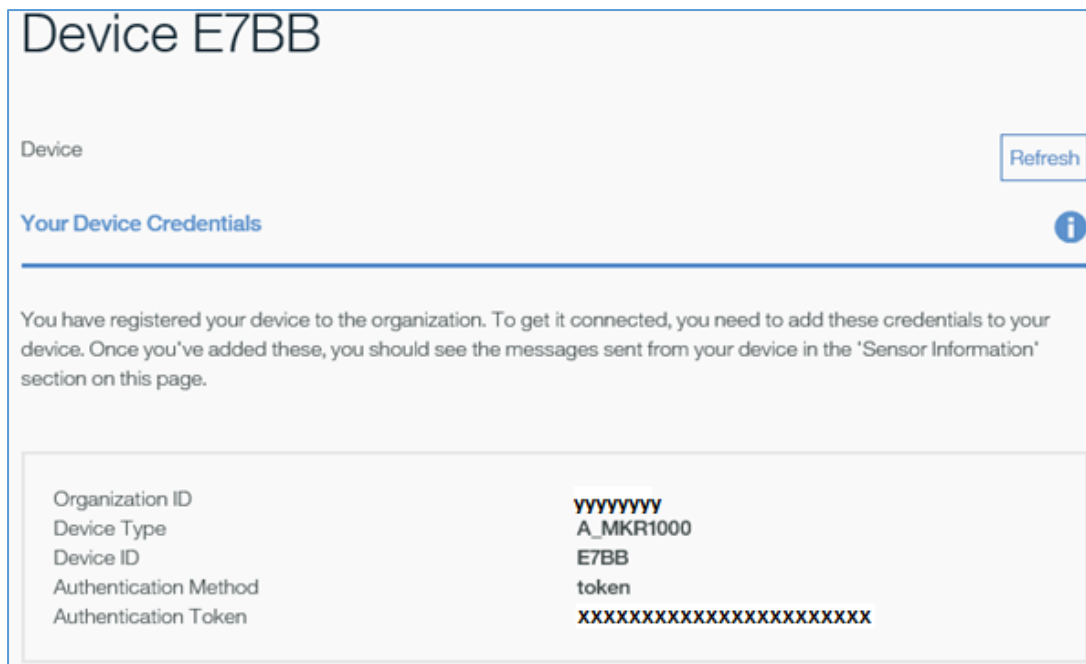 Device E7BB
Device
Refresh
Your Device Credentials
i
You have registered your device to the organization. To get it connected, you need to add these credentials to your
device. Once you've added these, you should see the messages sent from your device in the 'Sensor Information'
section on this page.
Organization ID yyyyyyyy
Device Type A_MKR1000
Device ID E7BB
Authentication Method token
Authentication Token xxxxxxxxxxxxxxxxxxxxxxx